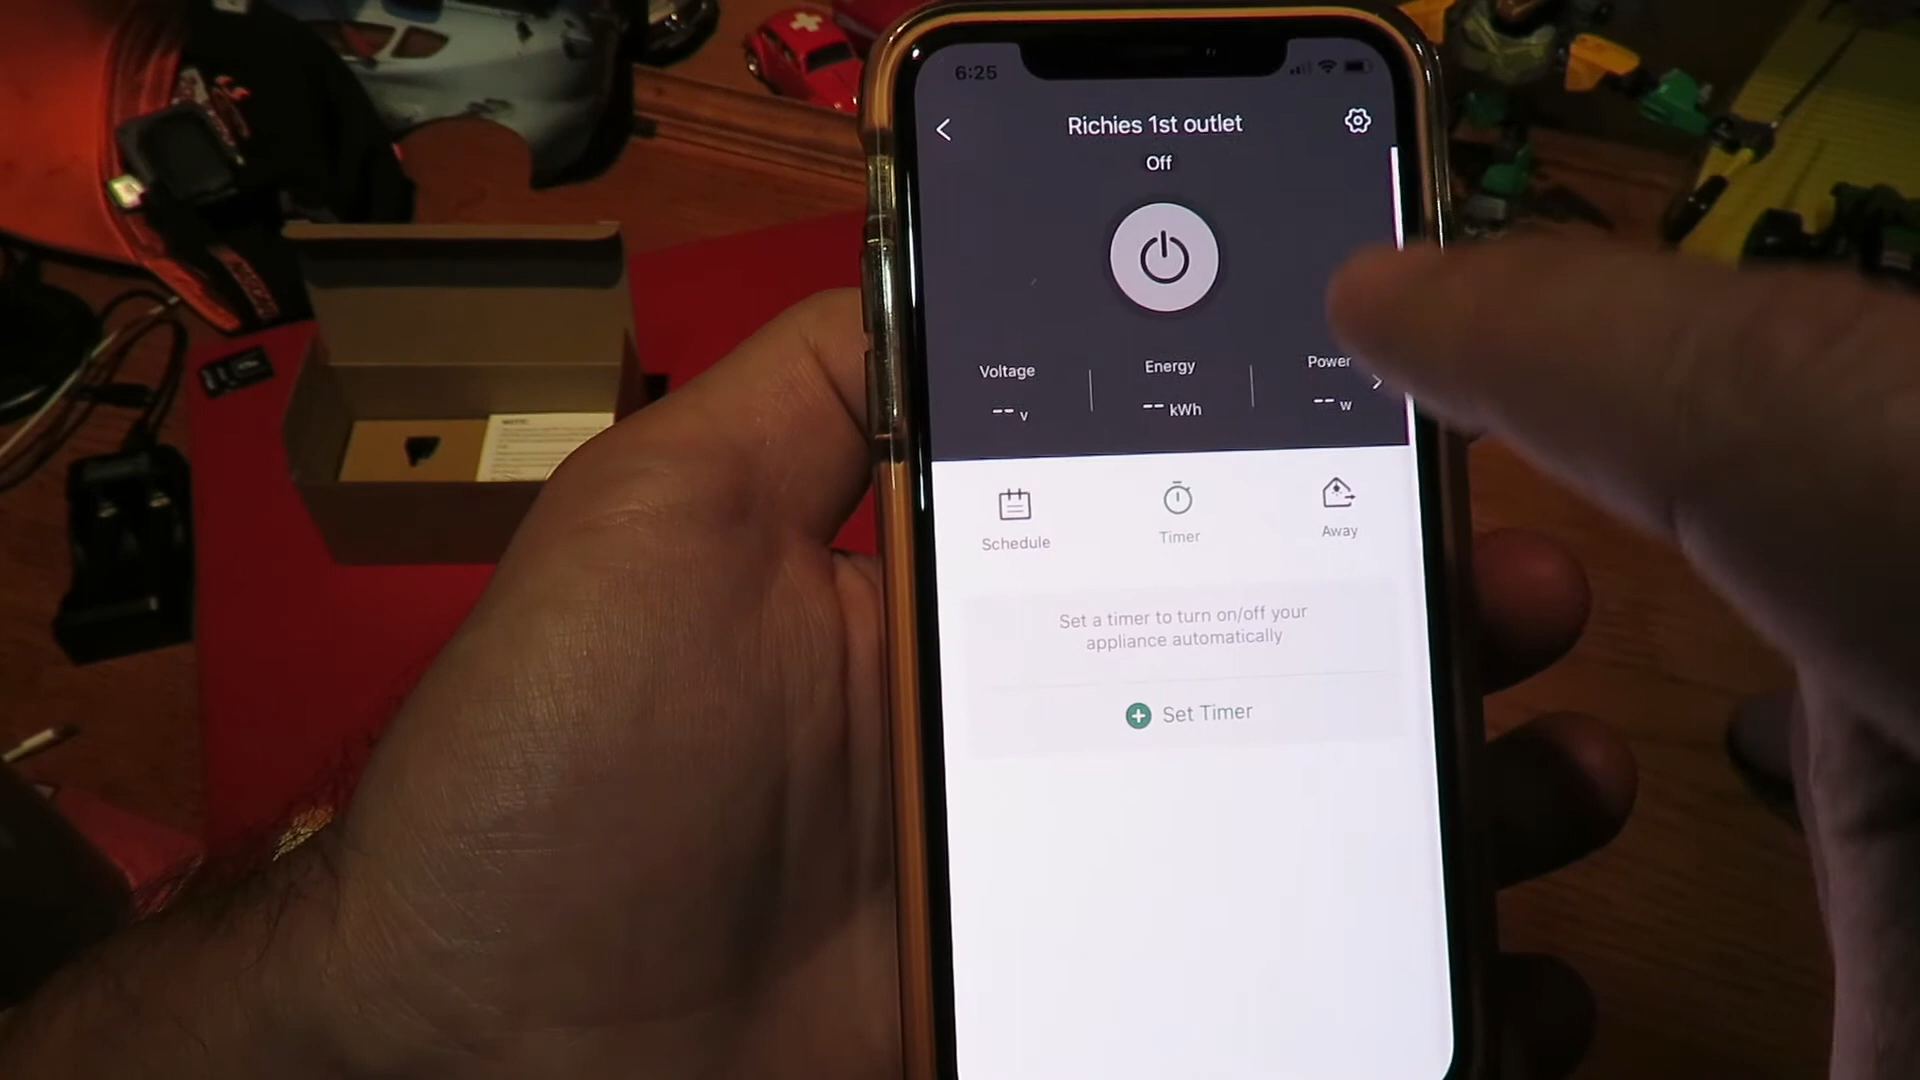 6:25
Richies 1st outlet
Off
Voltage Energy Power
-- v -- kWh -- w
Schedule Timer Away
Set a timer to turn on/off your
appliance automatically
Set Timer
NOTE: